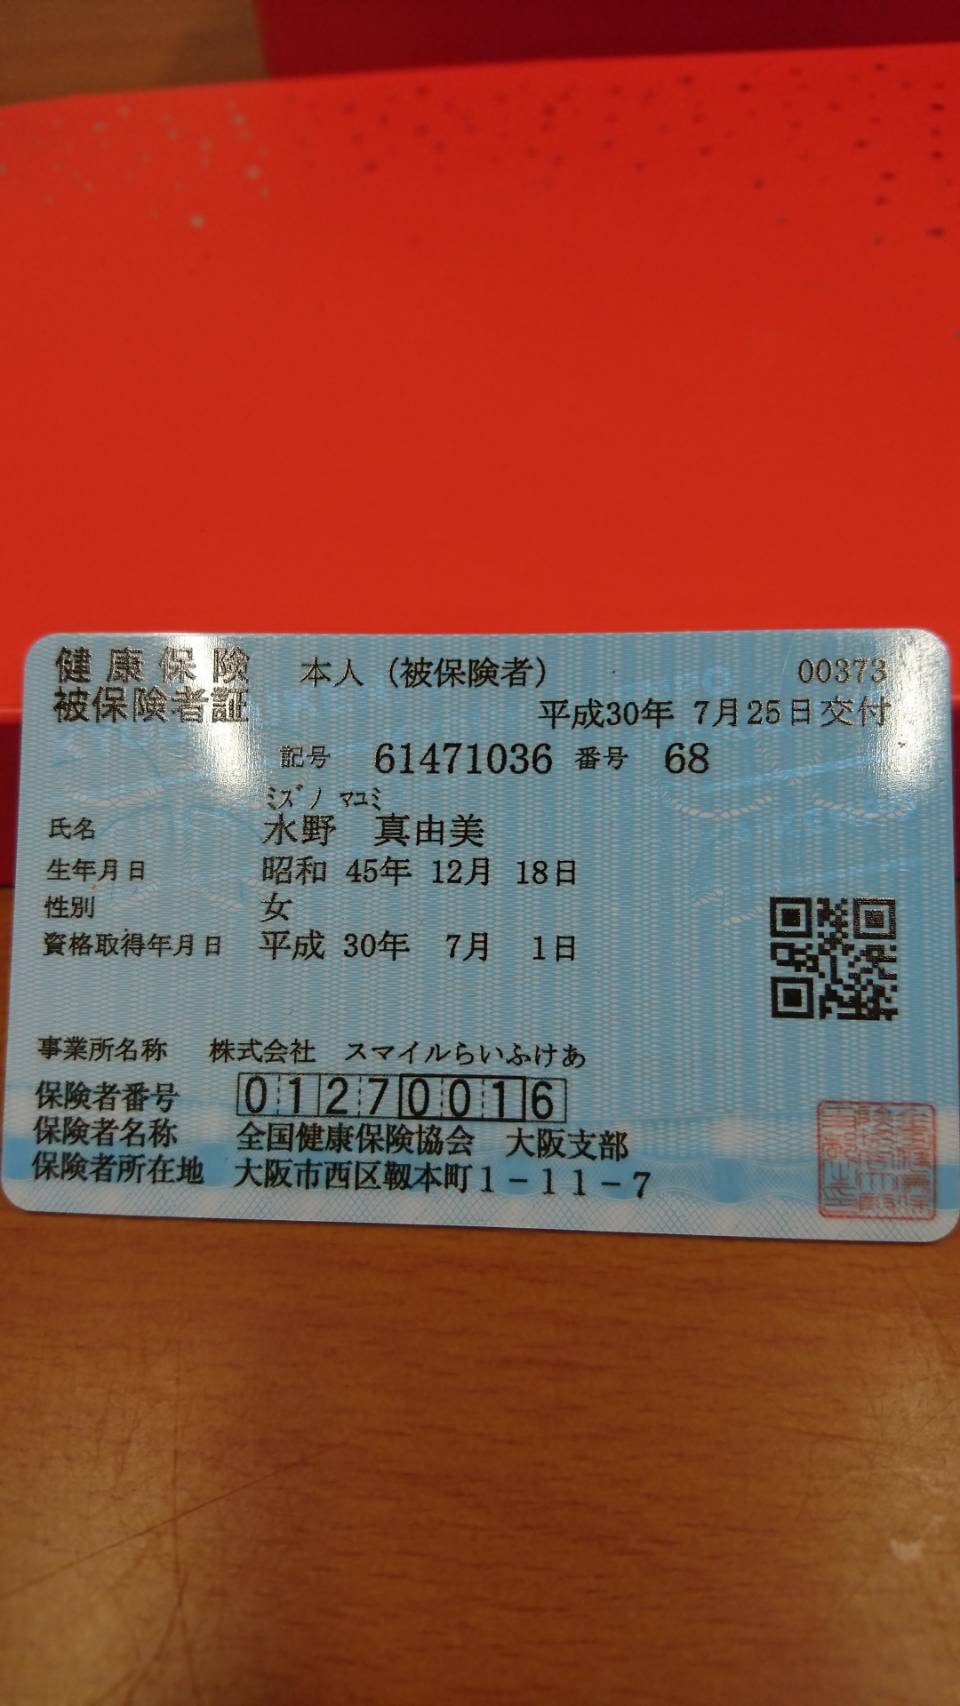 健康保険 本人（被保険者） 00373
被保険者証 平成30年 7月25日交付
記号 61471036 番号 68
ﾐｽﾞﾉ ﾏﾕﾐ
氏名 水野 真由美
生年月日 昭和 45年 12月 18日
性別 女
資格取得年月日 平成 30年 7月 1日
事業所名称 株式会社 スマイルらいふけあ
保険者番号 01270016
保険者名称 全国健康保険協会 大阪支部
保険者所在地 大阪市西区靱本町1-11-7